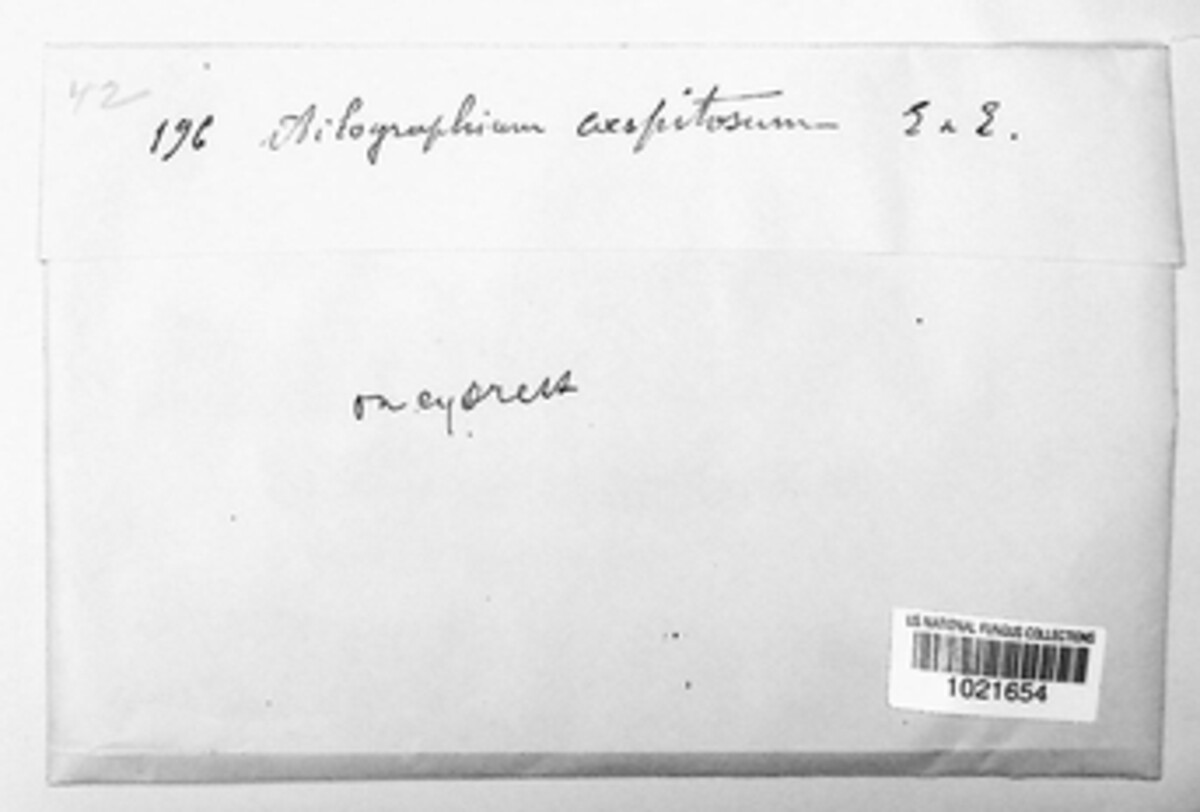 42
196 Ailographium caespitosum E & E.
on cypress
US NATIONAL FUNGUS COLLECTIONS
1021654